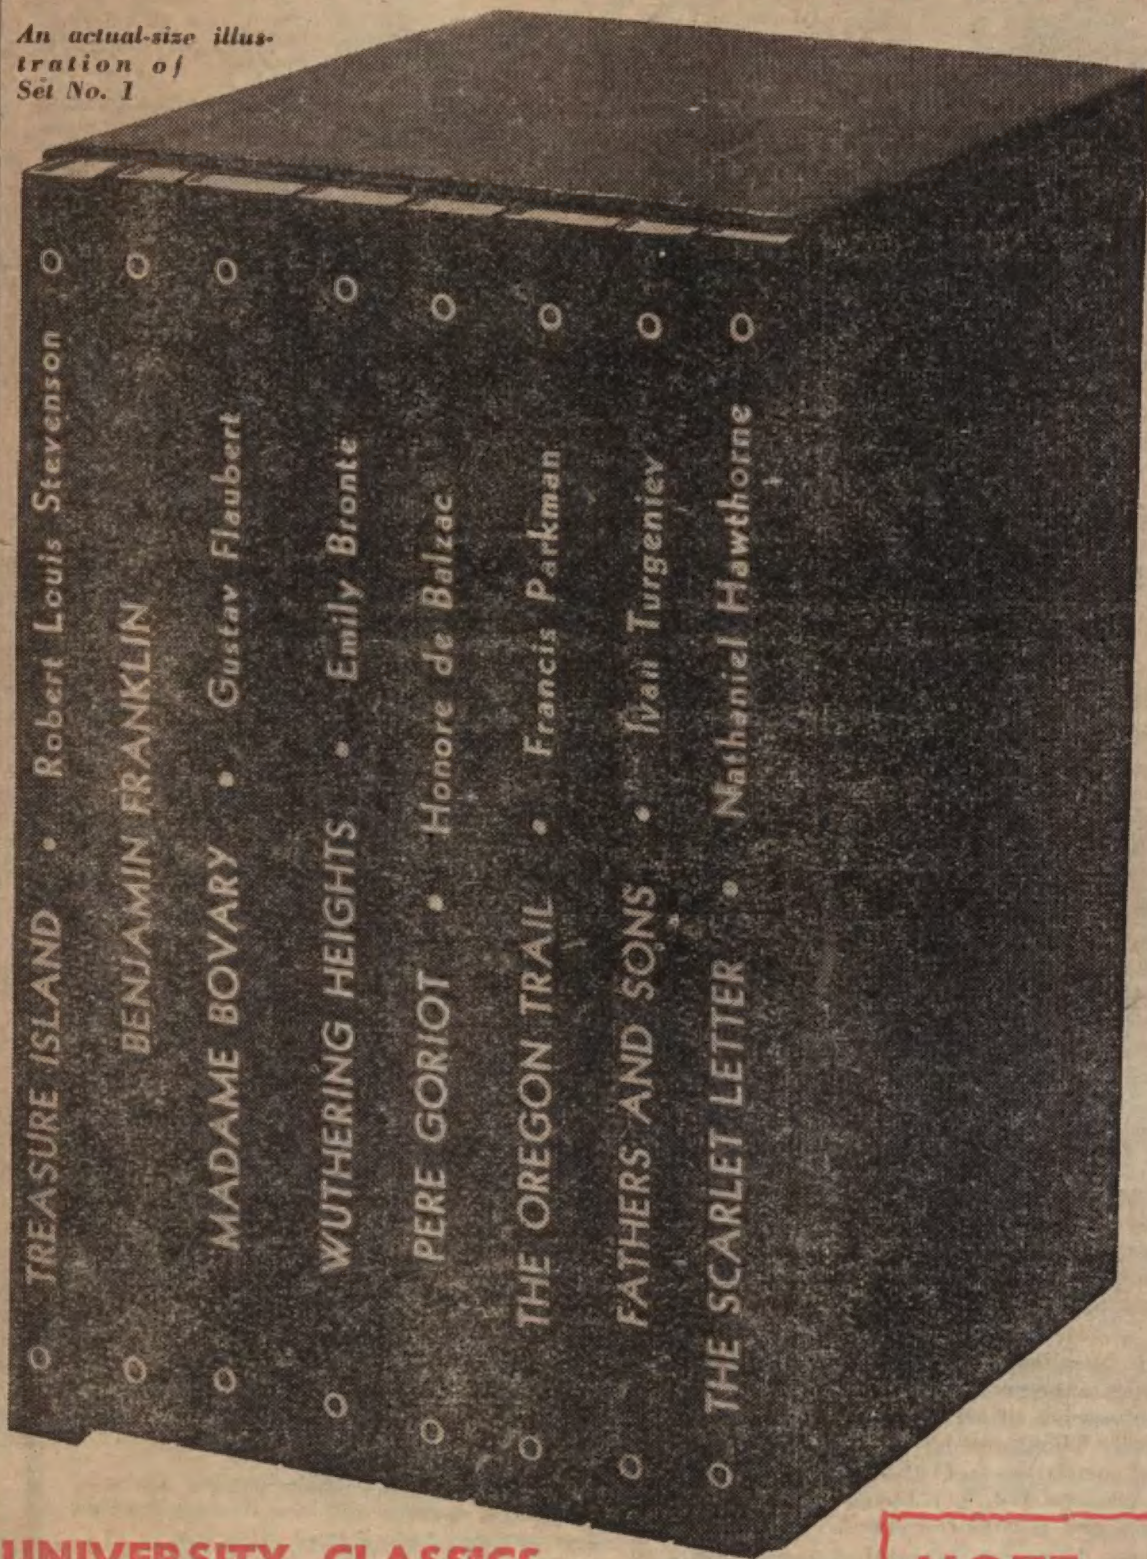 An actual-size illus-
tration of
Set No. 1
TREASURE ISLAND • Robert Louis Stevenson
BENJAMIN FRANKLIN
MADAME BOVARY • Gustav Flaubert
WUTHERING HEIGHTS • Emily Bronte
PERE GORIOT • Honore de Balzac
THE OREGON TRAIL • Francis Parkman
FATHERS AND SONS • Ivan Turgeniev
THE SCARLET LETTER • Nathaniel Hawthorne
UNIVERSITY CLASSICS